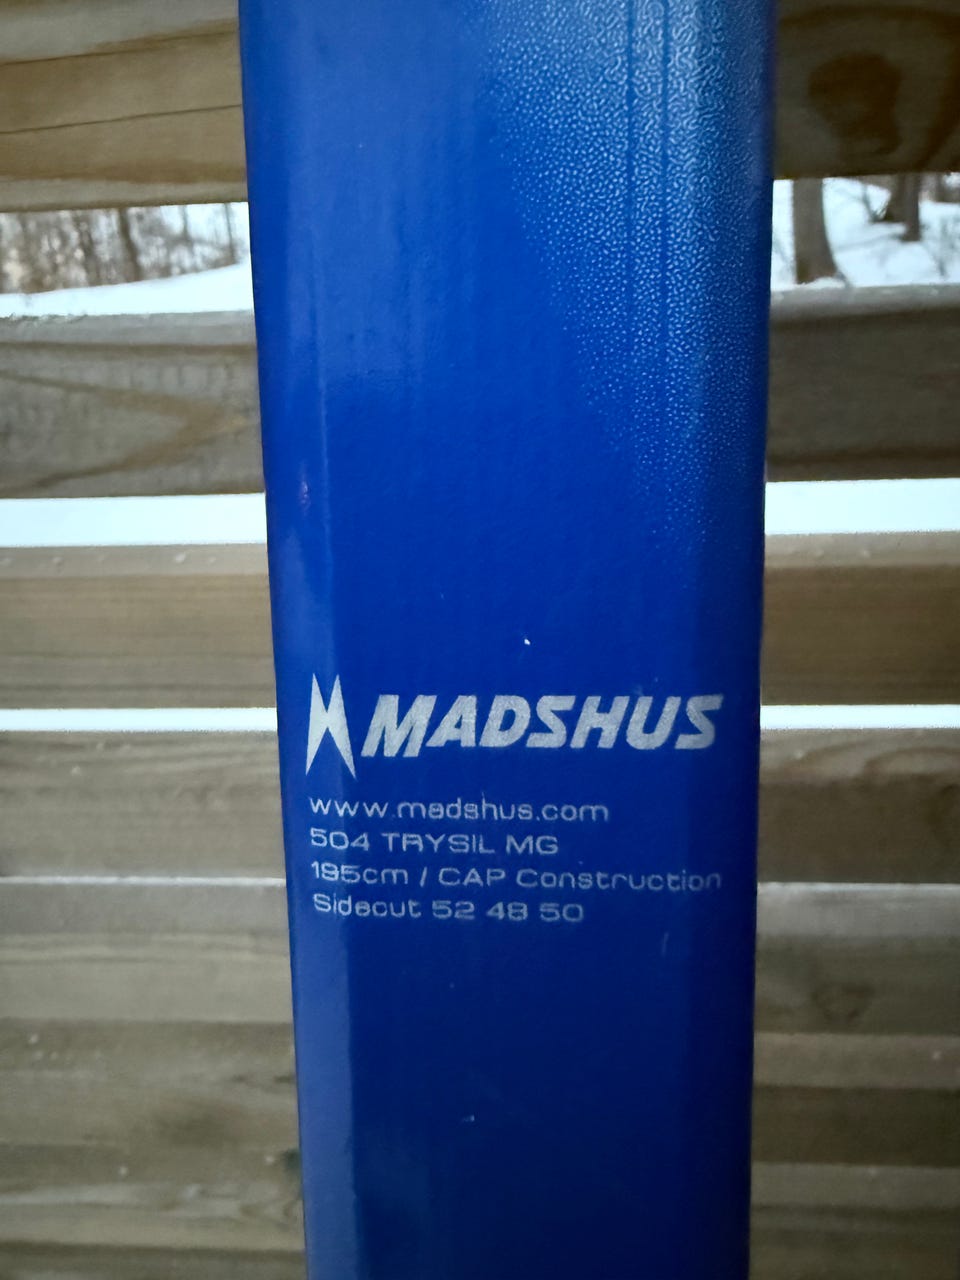 MADSHUS
www.madshus.com
504 TRYSIL MG
195cm / CAP Construction
Sidecut 52 48 50